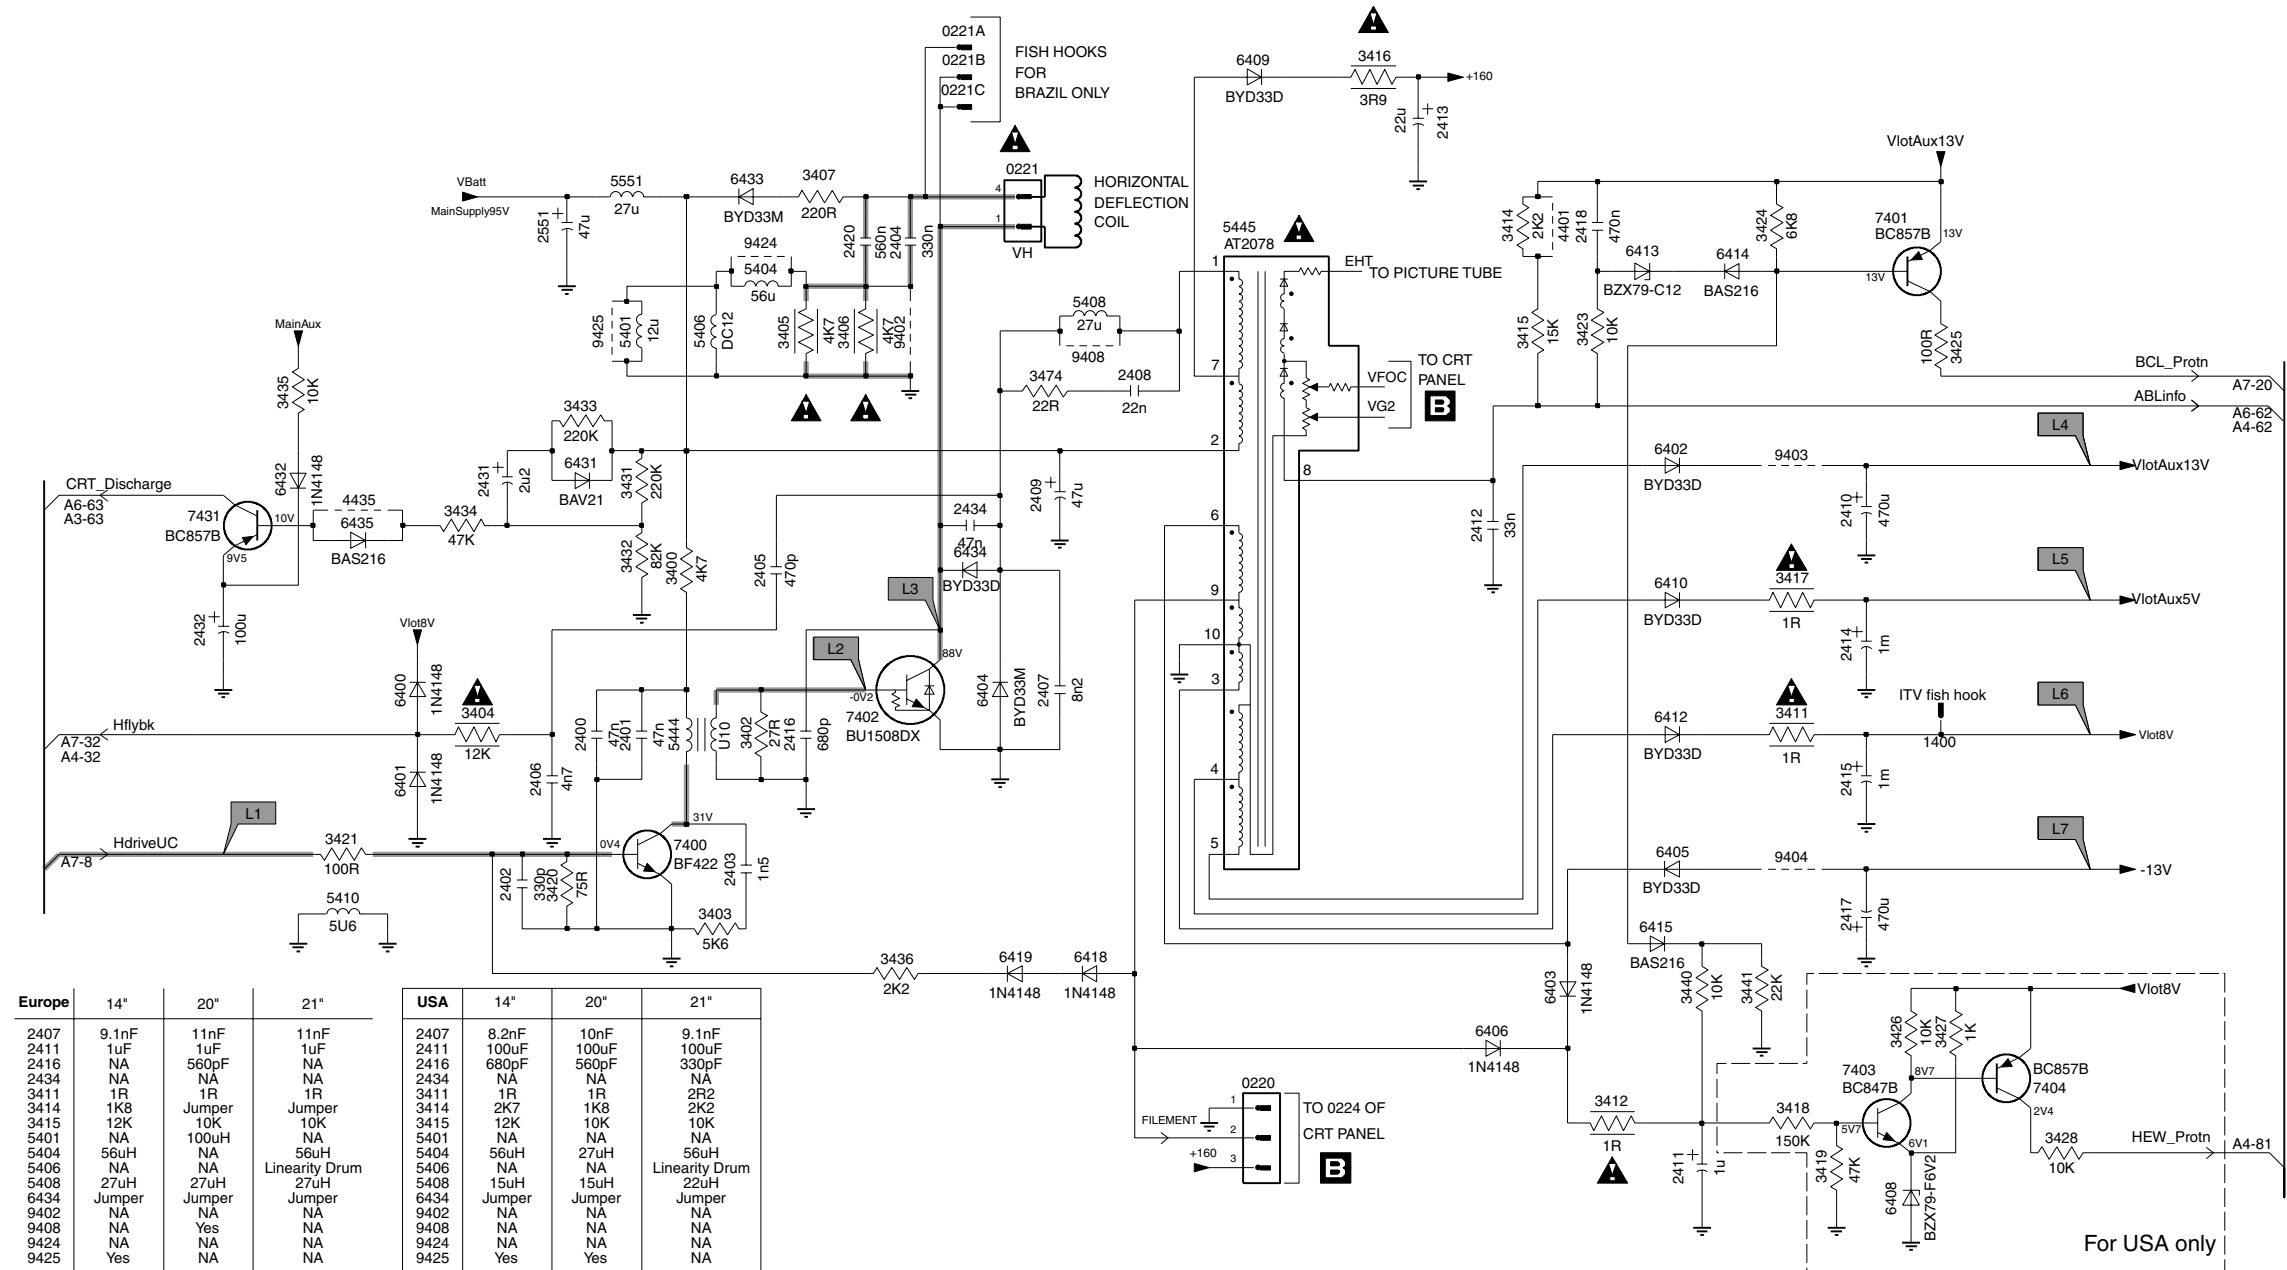 0221A
0221B
0221C
FISH HOOKS
FOR
BRAZIL ONLY
6409
BYD33D
3416
3R9
+160
22u
2413
VlotAux13V
VBatt
MainSupply95V
5551
27u
2551
47u
6433
BYD33M
3407
220R
0221
4
1
VH
HORIZONTAL
DEFLECTION
COIL
2420
560n
2404
330n
9424
5404
56u
9425
5401
12u
5406
DC12
3405
4K7
3406
4K7
9402
5445
AT2078
1
7
2
8
6
9
10
3
4
5
EHT
TO PICTURE TUBE
VFOC
VG2
TO CRT
PANEL
B
5408
27u
9408
3474
22R
2408
22n
3414
2K2
4401
2418
470n
3424
6K8
7401
BC857B
13V
13V
6413
BZX79-C12
6414
BAS216
3415
15K
3423
10K
100R
3425
BCL_Protn
A7-20
ABLinfo
A6-62
A4-62
MainAux
3435
10K
6432
1N4148
CRT_Discharge
A6-63
A3-63
7431
BC857B
10V
9V5
4435
6435
BAS216
3434
47K
2431
2u2
3433
220K
6431
BAV21
3431
220K
3432
82K
3400
4K7
2405
470p
2434
47n
6434
BYD33D
2409
47u
2412
33n
6402
BYD33D
9403
L4
VlotAux13V
2410
470u
6410
BYD33D
3417
1R
L5
VlotAux5V
2414
1m
6412
BYD33D
3411
1R
ITV fish hook
1400
L6
Vlot8V
2415
1m
6405
BYD33D
9404
L7
-13V
2417
470u
2432
100u
Vlot8V
6400
1N4148
3404
12K
Hflybk
A7-32
A4-32
6401
1N4148
2406
4n7
2400
47n
2401
47n
5444
U10
3402
27R
2416
680p
L2
L3
-0V2
88V
7402
BU1508DX
6404
BYD33M
2407
8n2
L1
HdriveUC
A7-8
3421
100R
5410
5U6
2402
330p
3420
75R
0V4
31V
7400
BF422
2403
1n5
3403
5K6
3436
2K2
6419
1N4148
6418
1N4148
6403
1N4148
6406
1N4148
6415
BAS216
3440
10K
3441
22K
3412
1R
2411
1u
0220
1
2
3
FILEMENT
+160
TO 0224 OF
CRT PANEL
B
Vlot8V
3426
10K
3427
1K
7403
BC847B
8V7
BC857B
7404
2V4
3418
150K
5V7
6V1
3419
47K
6408
BZX79-F6V2
3428
10K
HEW_Protn
A4-81
For USA only
Europe 14" 20" 21"
2407 9.1nF 11nF 11nF
2411 1uF 1uF 1uF
2416 NA 560pF NA
2434 NA NA NA
3411 1R 1R 1R
3414 1K8 Jumper Jumper
3415 12K 10K 10K
5401 NA 100uH NA
5404 56uH NA 56uH
5406 NA NA Linearity Drum
5408 27uH 27uH 27uH
6434 Jumper Jumper Jumper
9402 NA NA NA
9408 NA Yes NA
9424 NA NA NA
9425 Yes NA NA
USA 14" 20" 21"
2407 8.2nF 10nF 9.1nF
2411 100uF 100uF 100uF
2416 680pF 560pF 330pF
2434 NA NA NA
3411 1R 1R 2R2
3414 2K7 1K8 2K2
3415 12K 10K 10K
5401 NA NA NA
5404 56uH 27uH 56uH
5406 NA NA Linearity Drum
5408 15uH 15uH 22uH
6434 Jumper Jumper Jumper
9402 NA NA NA
9408 NA NA NA
9424 NA NA NA
9425 Yes Yes NA